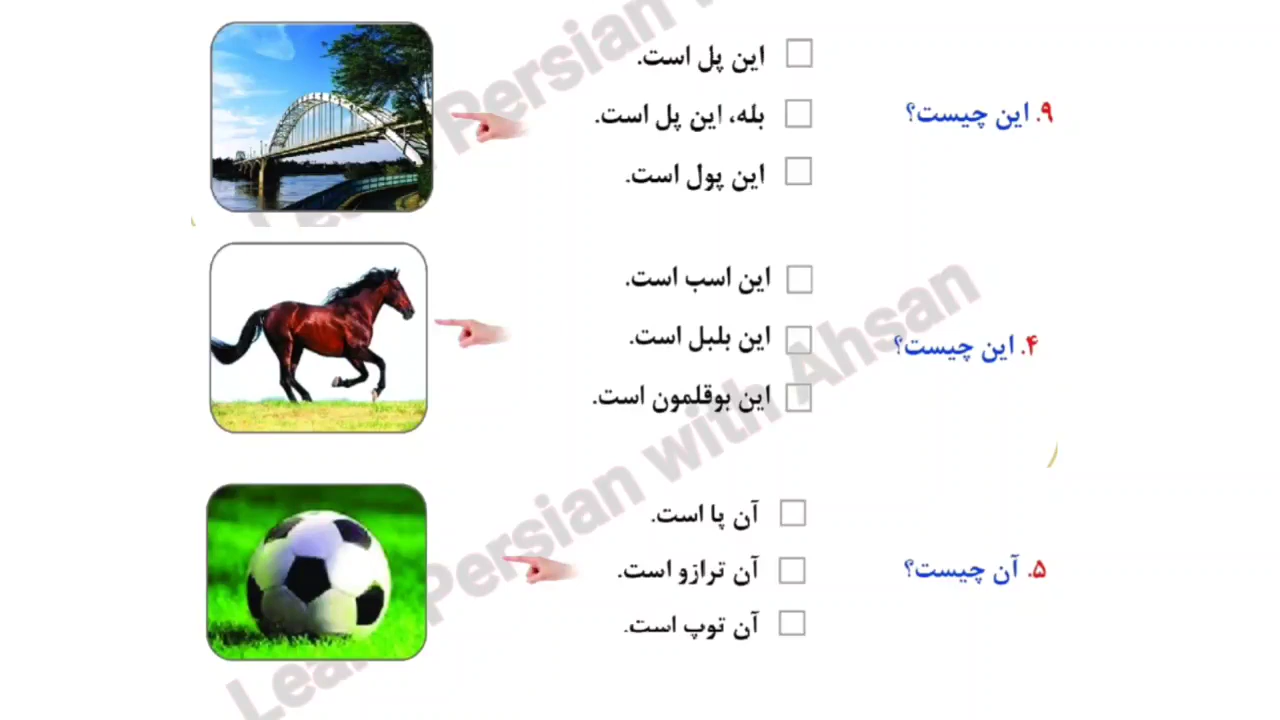 ۹. این چیست؟
این پل است.
بله، این پل است.
این پول است.
۴. این چیست؟
این اسب است.
این بلبل است.
این بوقلمون است.
۵. آن چیست؟
آن پا است.
آن ترازو است.
آن توپ است.
Learn Persian with Ahsan